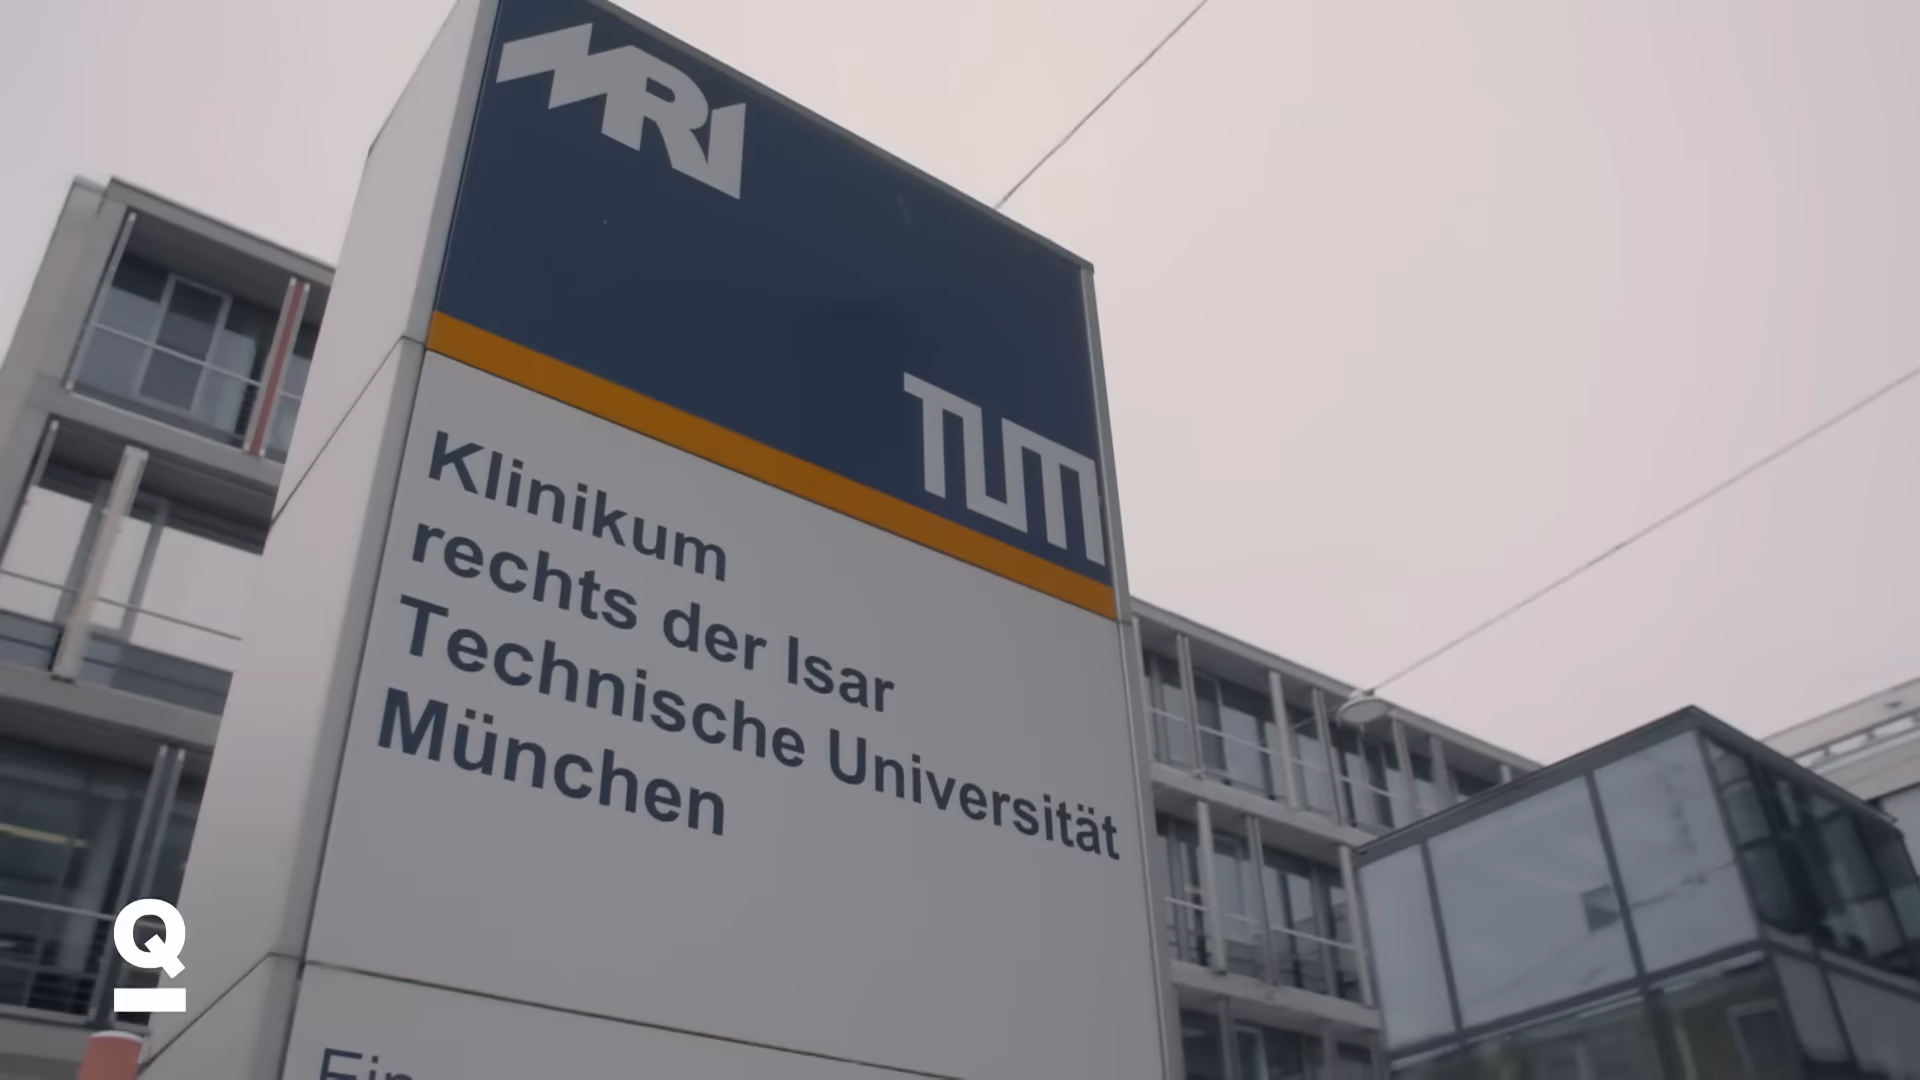 MRI
TUM
Klinikum
rechts der Isar
Technische Universität
München
Q